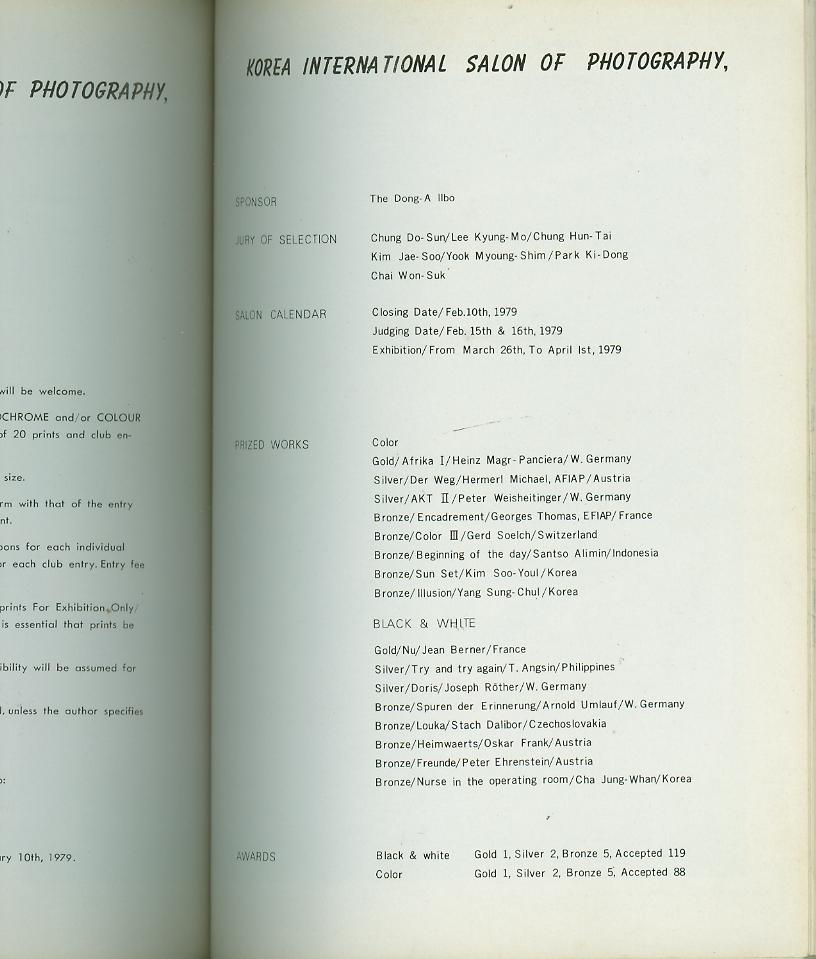 OF PHOTOGRAPHY,
will be welcome.
OCHROME and/or COLOUR
of 20 prints and club en-
size.
rm with that of the entry
nt.
pons for each individual
or each club entry. Entry fee
prints For Exhibition Only/
is essential that prints be
ibility will be assumed for
l, unless the author specifies
o:
ry 10th, 1979.
KOREA INTERNATIONAL SALON OF PHOTOGRAPHY,
SPONSOR The Dong-A Ilbo
JURY OF SELECTION Chung Do-Sun/Lee Kyung-Mo/Chung Hun-Tai
Kim Jae-Soo/Yook Myoung-Shim/Park Ki-Dong
Chai Won-Suk
SALON CALENDAR Closing Date/Feb.10th, 1979
Judging Date/Feb. 15th & 16th, 1979
Exhibition/From March 26th, To April 1st, 1979
PRIZED WORKS Color
Gold/Afrika I/Heinz Magr-Panciera/W. Germany
Silver/Der Weg/Hermerl Michael, AFIAP/Austria
Silver/AKT Ⅱ/Peter Weisheitinger/W. Germany
Bronze/Encadrement/Georges Thomas, EFIAP/France
Bronze/Color Ⅲ/Gerd Soelch/Switzerland
Bronze/Beginning of the day/Santso Alimin/Indonesia
Bronze/Sun Set/Kim Soo-Youl/Korea
Bronze/Illusion/Yang Sung-Chul/Korea
BLACK & WHITE
Gold/Nu/Jean Berner/France
Silver/Try and try again/T. Angsin/Philippines
Silver/Doris/Joseph Röther/W. Germany
Bronze/Spuren der Erinnerung/Arnold Umlauf/W. Germany
Bronze/Louka/Stach Dalibor/Czechoslovakia
Bronze/Heimwaerts/Oskar Frank/Austria
Bronze/Freunde/Peter Ehrenstein/Austria
Bronze/Nurse in the operating room/Cha Jung-Whan/Korea
AWARDS Black & white Gold 1, Silver 2, Bronze 5, Accepted 119
Color Gold 1, Silver 2, Bronze 5, Accepted 88